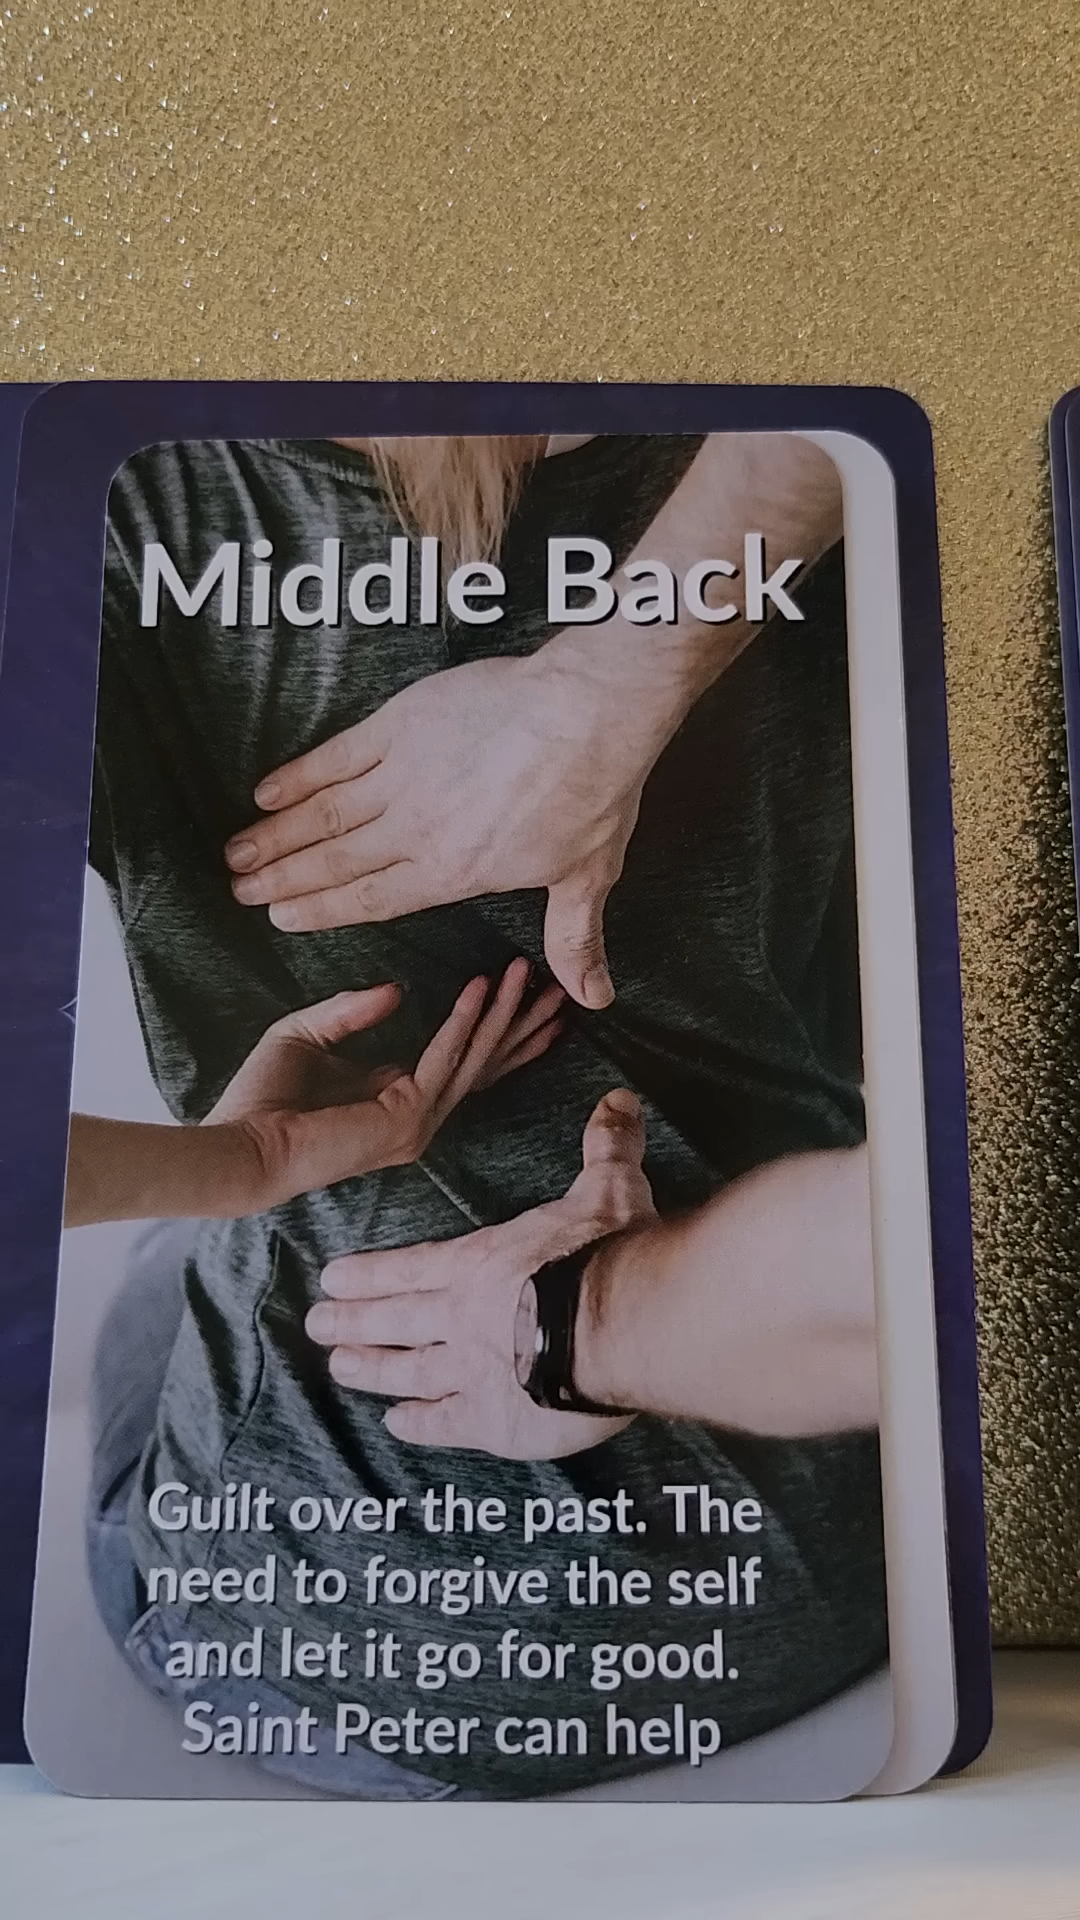 Middle Back
Guilt over the past. The
need to forgive the self
and let it go for good.
Saint Peter can help